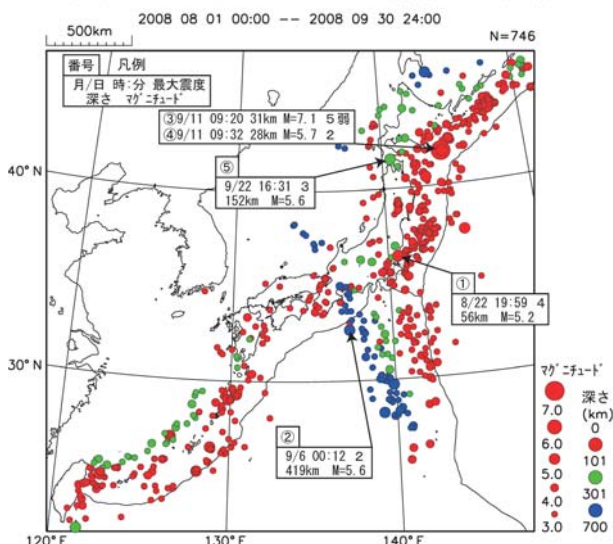 2008 08 01 00:00 -- 2008 09 30 24:00
500km
N=746
番号 凡例
月/日 時:分 最大震度
深さ マグニチュード
③9/11 09:20 31km M=7.1 5弱
④9/11 09:32 28km M=5.7 2
⑤
9/22 16:31 3
152km M=5.6
40°N
①
8/22 19:59 4
56km M=5.2
30°N
②
9/6 00:12 2
419km M=5.6
マグニチュード
7.0
6.0
5.0
4.0
3.0
深さ
(km)
0
101
301
700
120°E
130°E
140°E